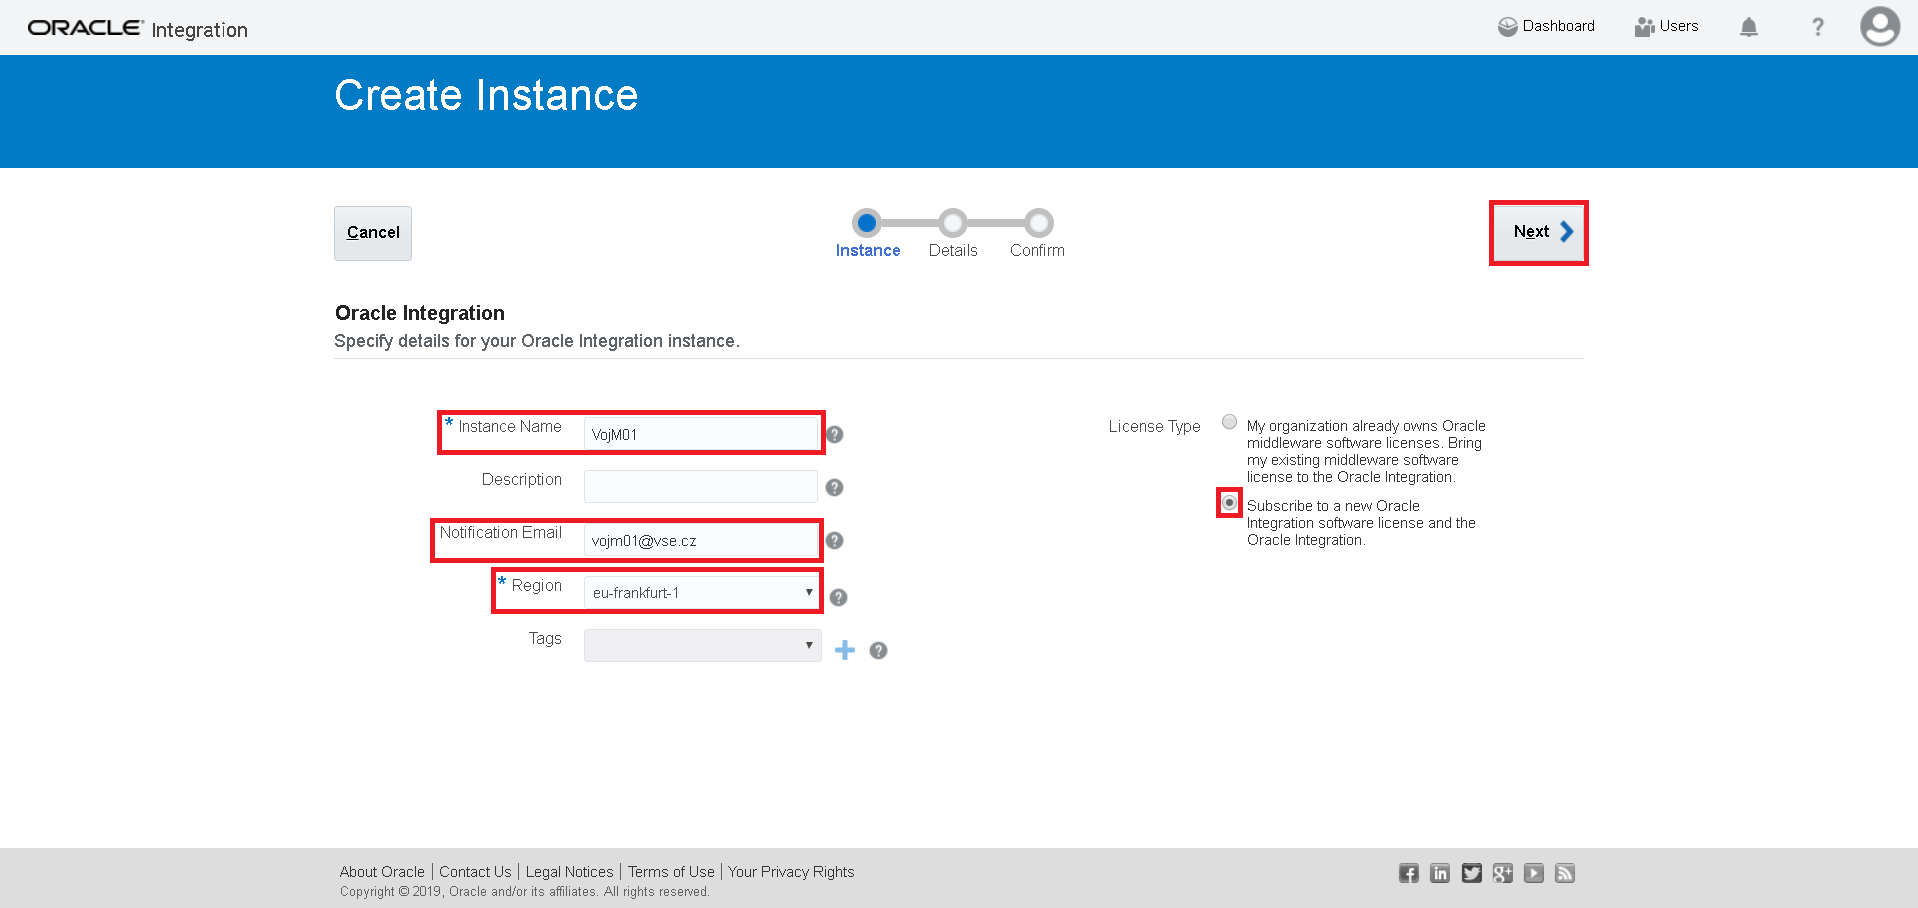 ORACLE Integration
Dashboard
Users
?
Create Instance
Cancel
Instance
Details
Confirm
Next
Oracle Integration
Specify details for your Oracle Integration instance.
* Instance Name
VojM01
?
Description
?
Notification Email
vojm01@vse.cz
?
* Region
eu-frankfurt-1
?
Tags
?
License Type
My organization already owns Oracle
middleware software licenses. Bring
my existing middleware software
license to the Oracle Integration.
Subscribe to a new Oracle
Integration software license and the
Oracle Integration.
About Oracle | Contact Us | Legal Notices | Terms of Use | Your Privacy Rights
Copyright © 2019, Oracle and/or its affiliates. All rights reserved.